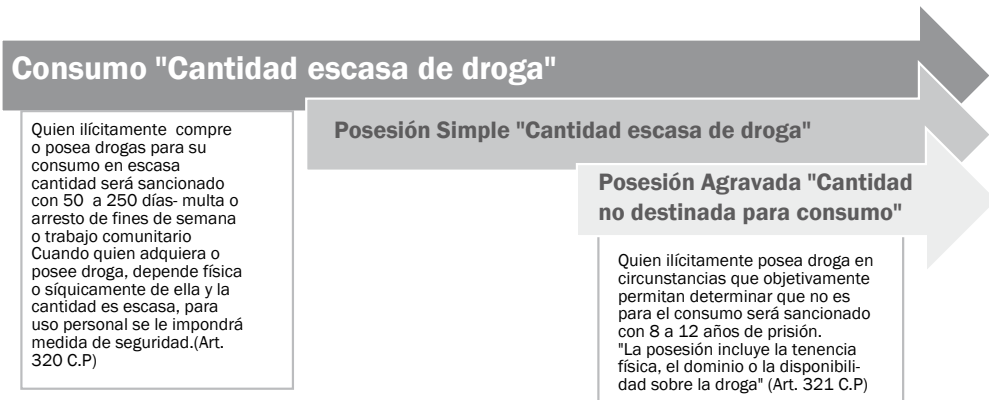 Consumo "Cantidad escasa de droga"
Quien ilícitamente compre
o posea drogas para su
consumo en escasa
cantidad será sancionado
con 50 a 250 días- multa o
arresto de fines de semana
o trabajo comunitario
Cuando quien adquiera o
posee droga, depende física
o síquicamente de ella y la
cantidad es escasa, para
uso personal se le impondrá
medida de seguridad.(Art.
320 C.P)
Posesión Simple "Cantidad escasa de droga"
Posesión Agravada "Cantidad
no destinada para consumo"
Quien ilícitamente posea droga en
circunstancias que objetivamente
permitan determinar que no es
para el consumo será sancionado
con 8 a 12 años de prisión.
"La posesión incluye la tenencia
física, el dominio o la disponibili-
dad sobre la droga" (Art. 321 C.P)